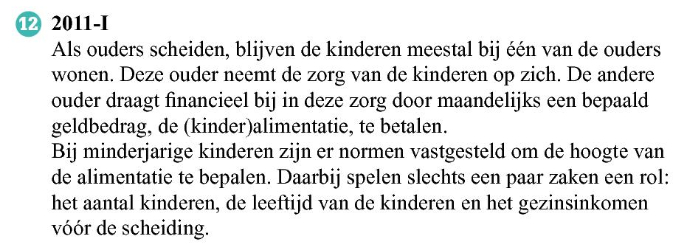 12 2011-I
Als ouders scheiden, blijven de kinderen meestal bij één van de ouders
wonen. Deze ouder neemt de zorg van de kinderen op zich. De andere
ouder draagt financieel bij in deze zorg door maandelijks een bepaald
geldbedrag, de (kinder)alimentatie, te betalen.
Bij minderjarige kinderen zijn er normen vastgesteld om de hoogte van
de alimentatie te bepalen. Daarbij spelen slechts een paar zaken een rol:
het aantal kinderen, de leeftijd van de kinderen en het gezinsinkomen
vóór de scheiding.